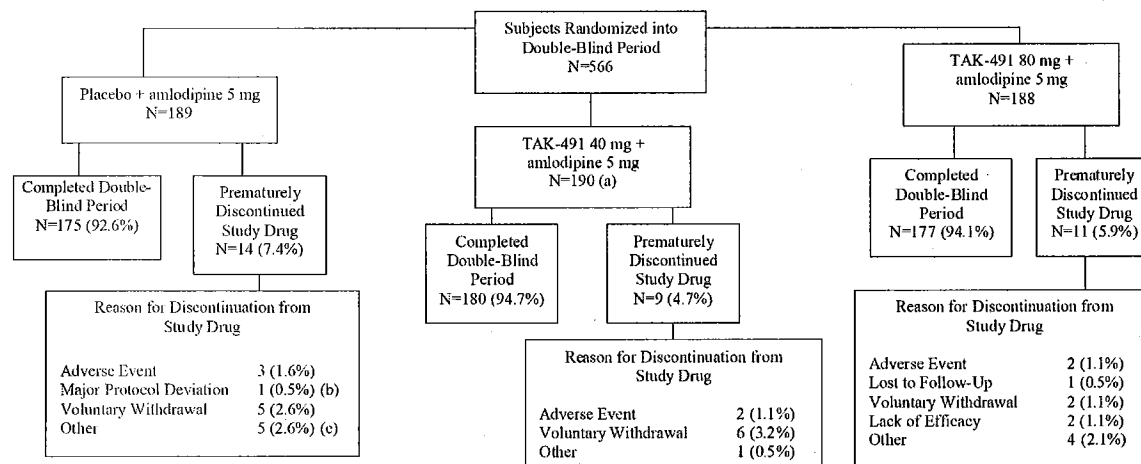 Subjects Randomized into
Double-Blind Period
N=566
Placebo + amlodipine 5 mg
N=189
Completed Double-
Blind Period
N=175 (92.6%)
Prematurely
Discontinued
Study Drug
N=14 (7.4%)
Reason for Discontinuation from
Study Drug
Adverse Event 3 (1.6%)
Major Protocol Deviation 1 (0.5%) (b)
Voluntary Withdrawal 5 (2.6%)
Other 5 (2.6%) (c)
TAK-491 40 mg +
amlodipine 5 mg
N=190 (a)
Completed
Double-Blind
Period
N=180 (94.7%)
Prematurely
Discontinued
Study Drug
N=9 (4.7%)
Reason for Discontinuation from
Study Drug
Adverse Event 2 (1.1%)
Voluntary Withdrawal 6 (3.2%)
Other 1 (0.5%)
TAK-491 80 mg +
amlodipine 5 mg
N=188
Completed
Double-Blind
Period
N=177 (94.1%)
Prematurely
Discontinued
Study Drug
N=11 (5.9%)
Reason for Discontinuation from
Study Drug
Adverse Event 2 (1.1%)
Lost to Follow-Up 1 (0.5%)
Voluntary Withdrawal 2 (1.1%)
Lack of Efficacy 2 (1.1%)
Other 4 (2.1%)